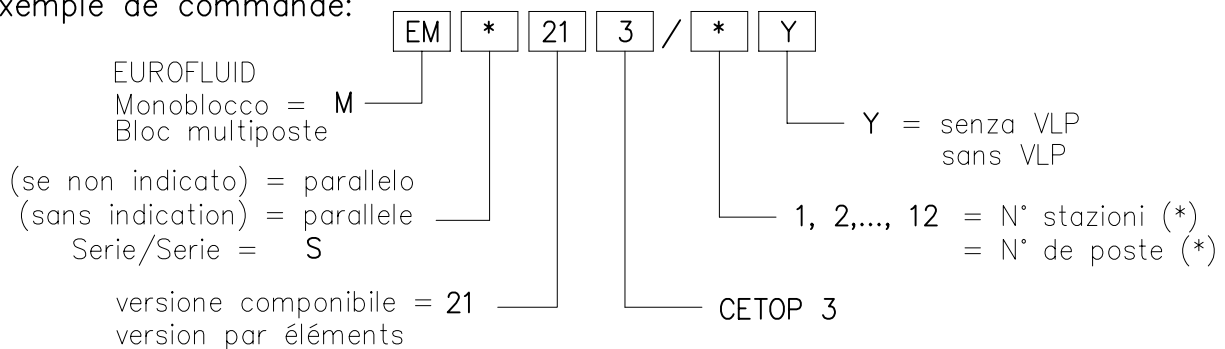 xemple de commande:
EM * 21 3 / * Y
EUROFLUID
Monoblocco = M
Bloc multiposte
Y = senza VLP
sans VLP
(se non indicato) = parallelo
(sans indication) = parallele
Serie/Serie = S
1, 2,..., 12 = N° stazioni (*)
= N° de poste (*)
versione componibile = 21
version par éléments
CETOP 3